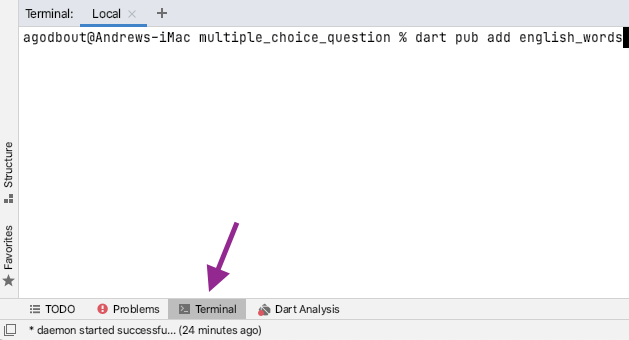 Terminal: Local
agodbout@Andrews-iMac multiple_choice_question % dart pub add english_words
Structure
Favorites
TODO Problems Terminal Dart Analysis
* daemon started successfu... (24 minutes ago)